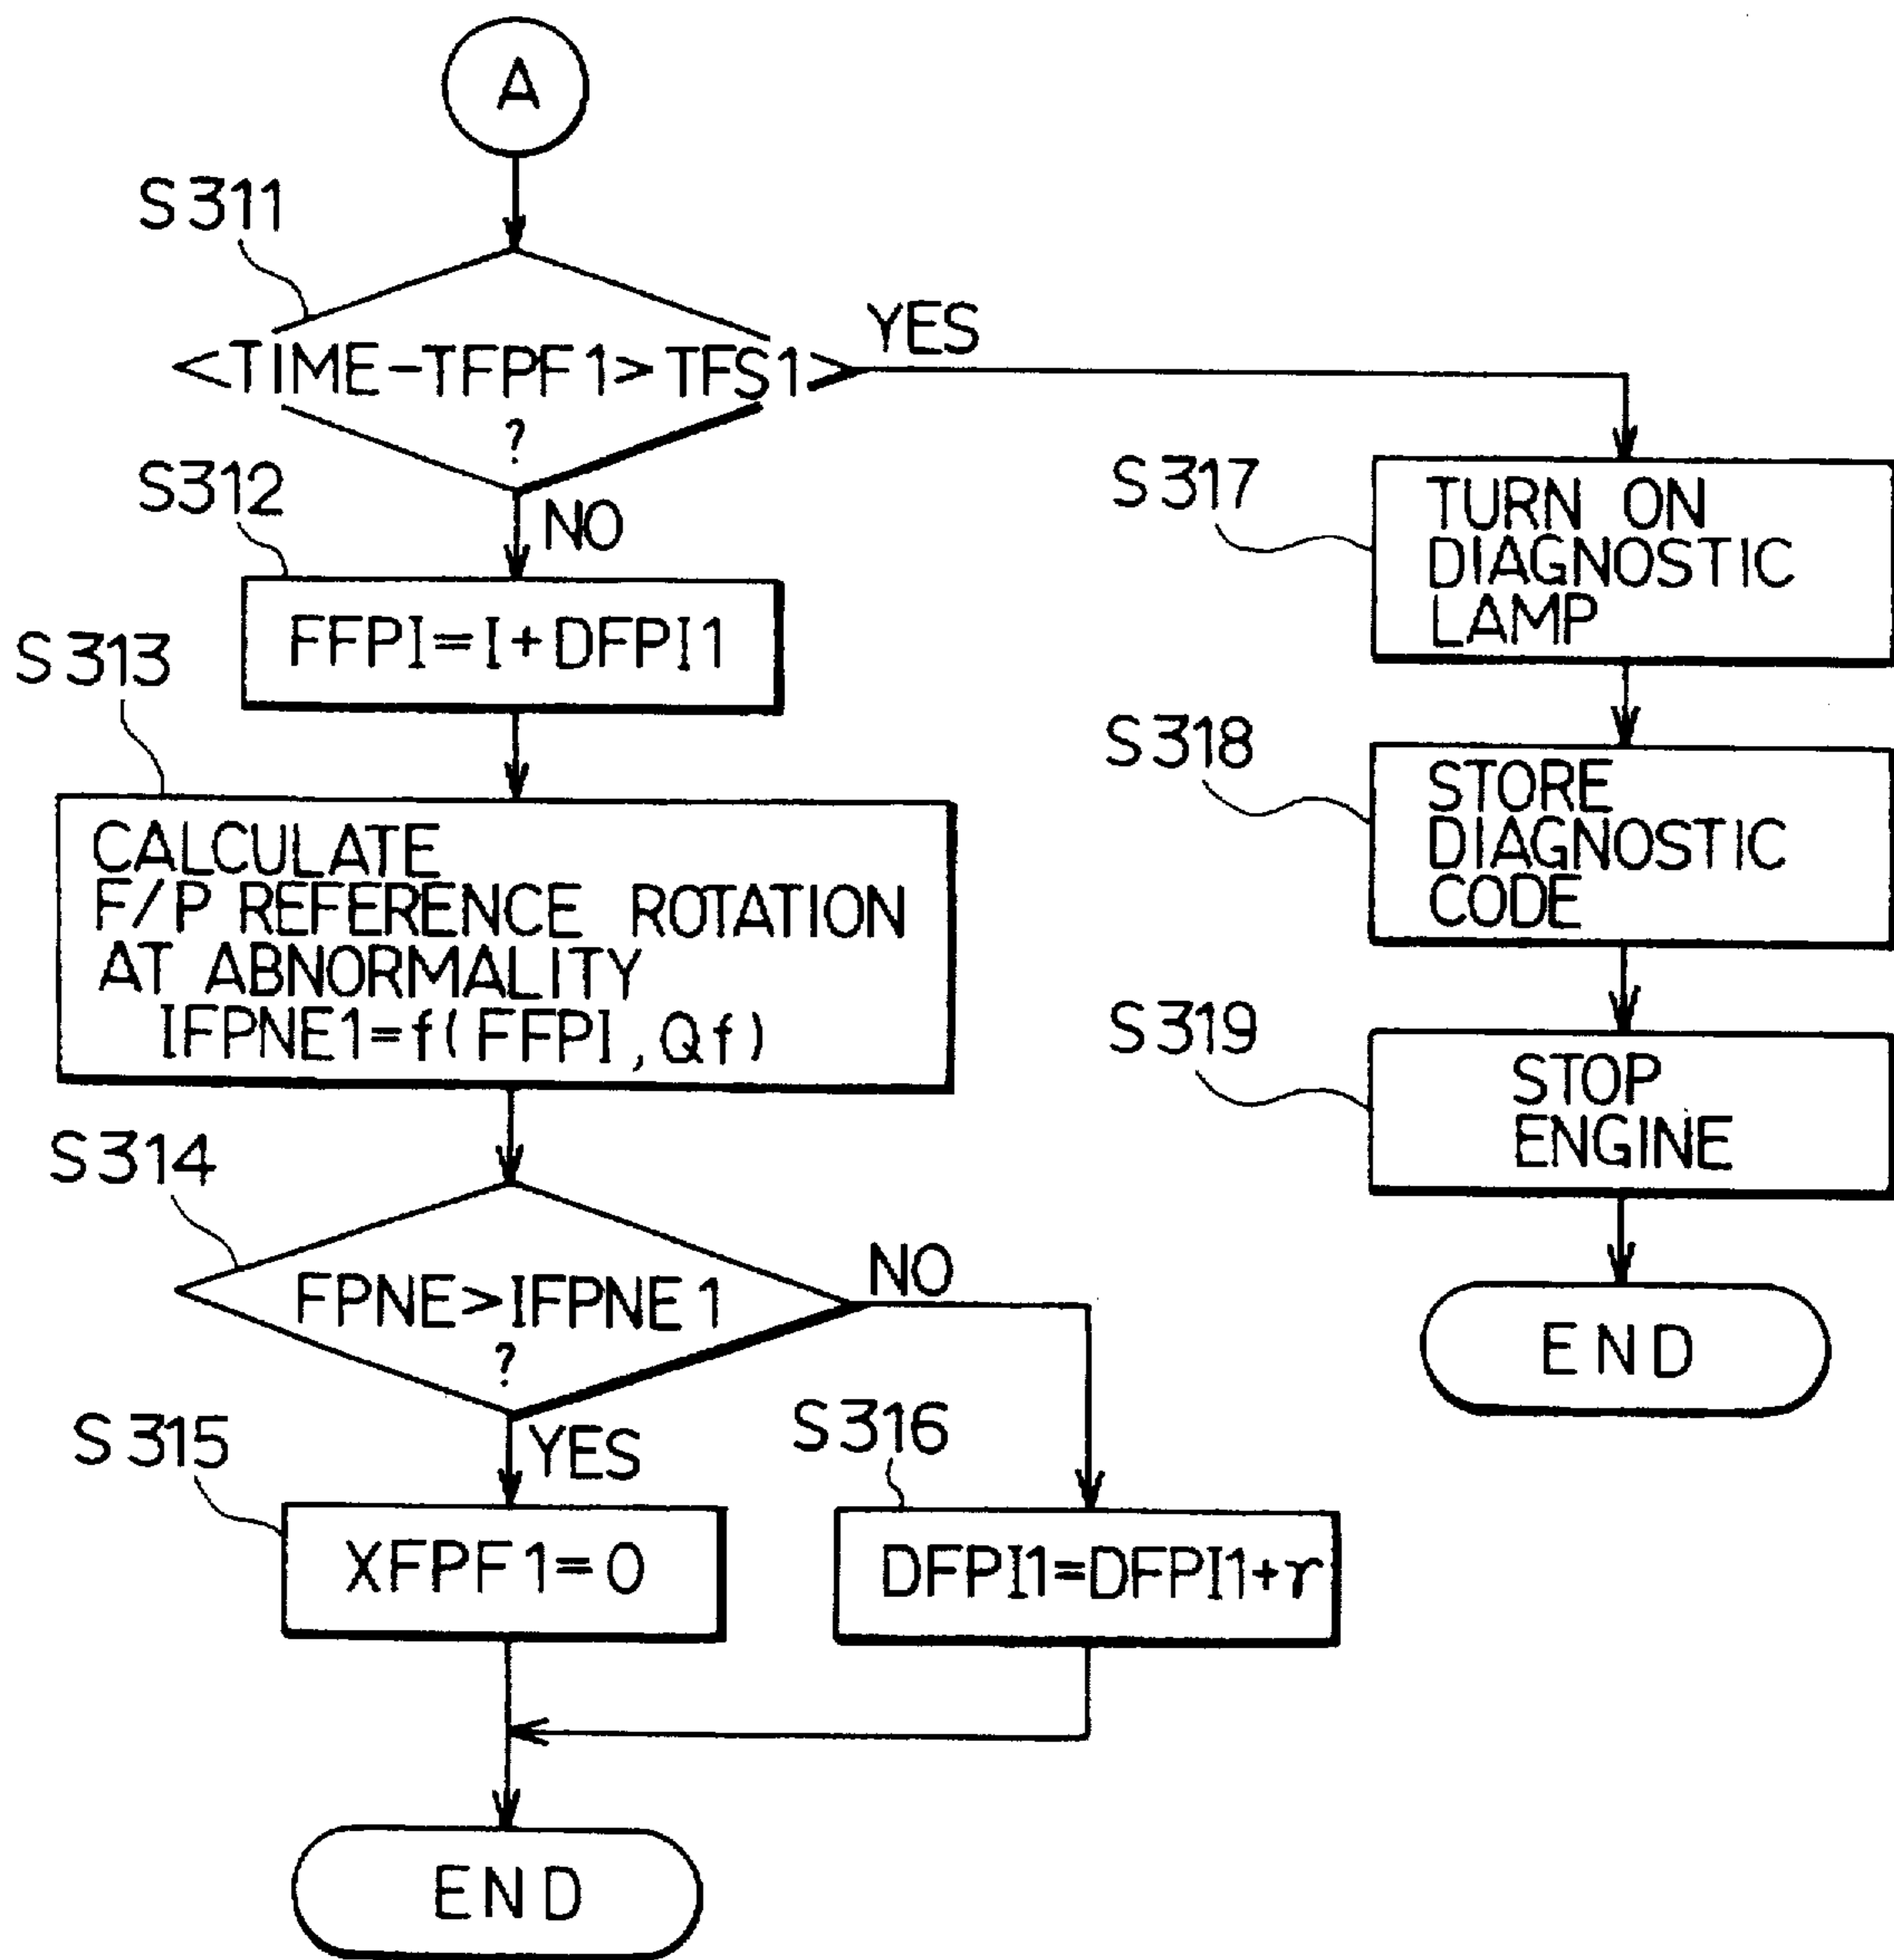 A
S311
TIME-TFPF1>TFS1
?
YES
NO
S312
FFPI=I+DFPI1
S313
CALCULATE
F/P REFERENCE ROTATION
AT ABNORMALITY
IFPNE1=f(FFPI,Qf)
S314
FPNE>IFPNE1
?
NO
YES
S315
XFPF1=0
S316
DFPI1=DFPI1+γ
END
S317
TURN ON
DIAGNOSTIC
LAMP
S318
STORE
DIAGNOSTIC
CODE
S319
STOP
ENGINE
END